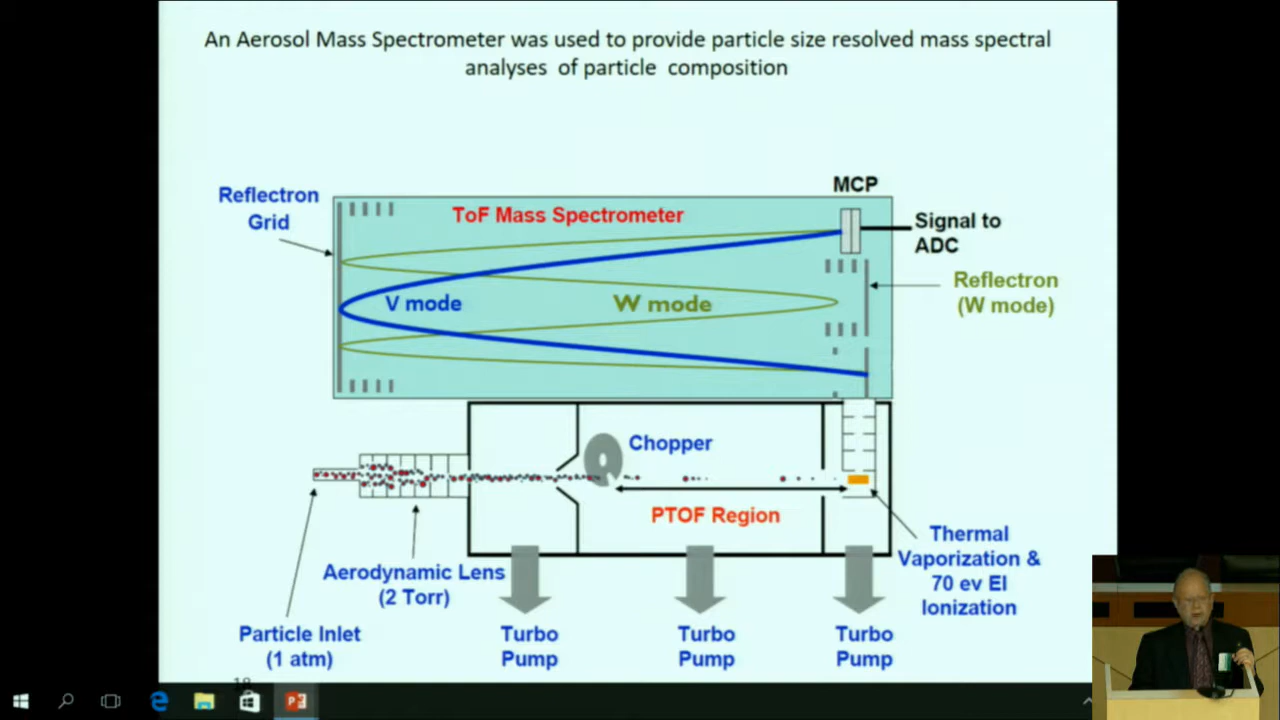 An Aerosol Mass Spectrometer was used to provide particle size resolved mass spectral
analyses of particle composition
MCP
Reflectron
Grid
ToF Mass Spectrometer
Signal to
ADC
V mode
W mode
Reflectron
(W mode)
Chopper
PTOF Region
Thermal
Vaporization &
70 ev EI
Ionization
Aerodynamic Lens
(2 Torr)
Particle Inlet
(1 atm)
Turbo
Pump
Turbo
Pump
Turbo
Pump
18